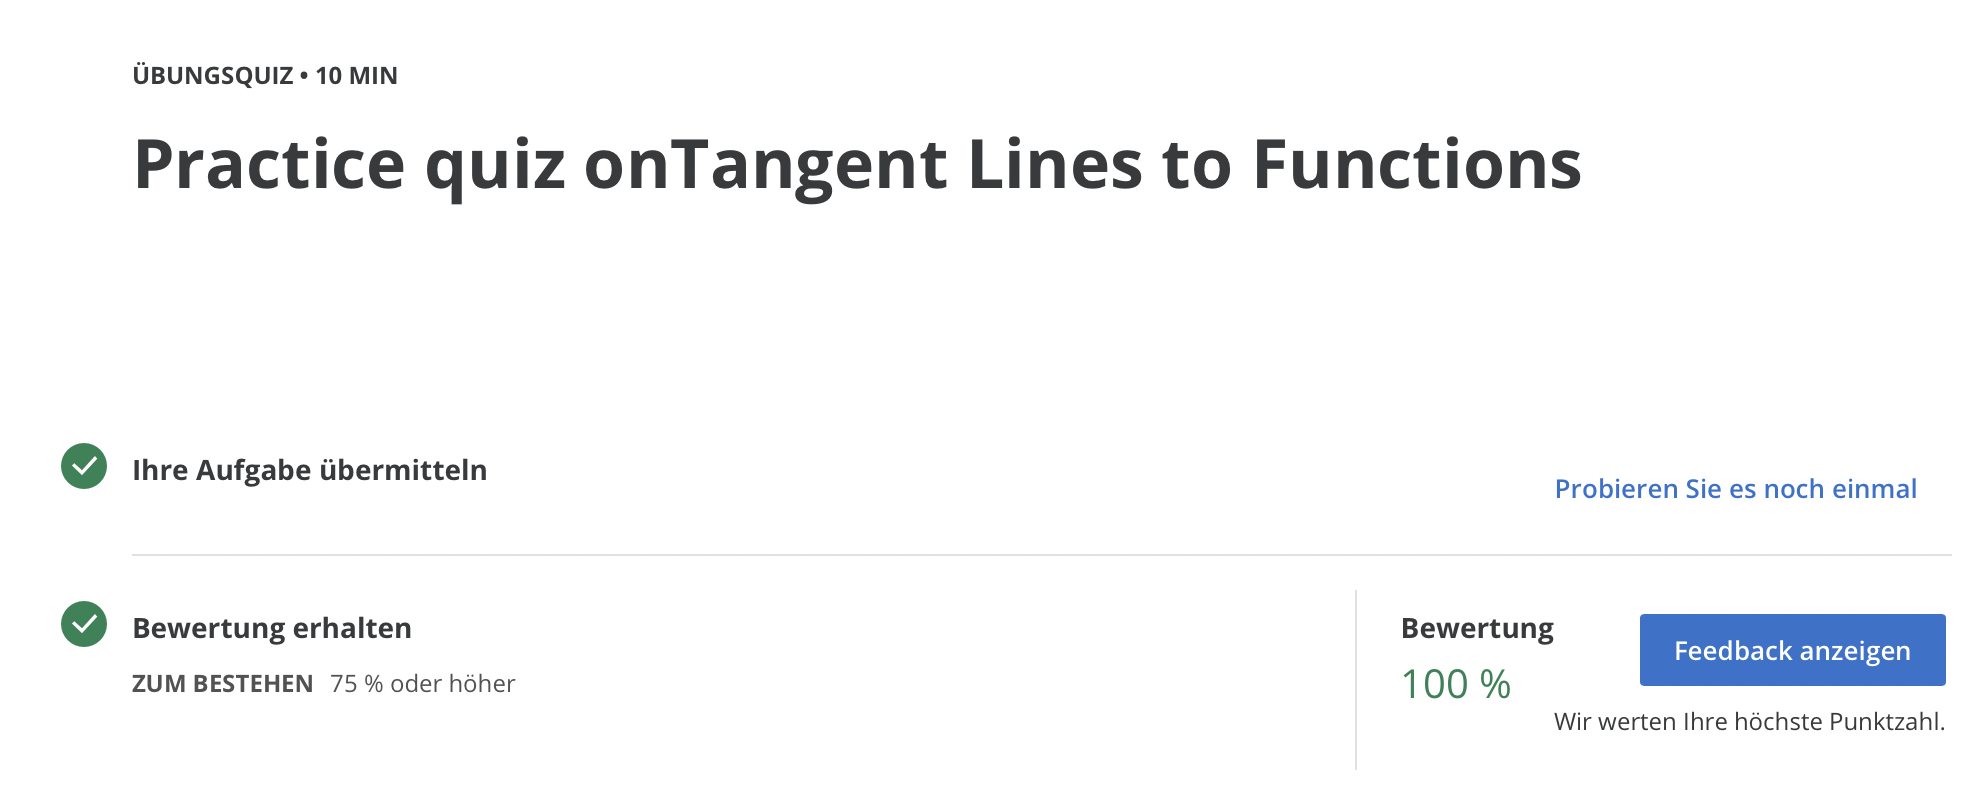 ÜBUNGSQUIZ • 10 MIN
Practice quiz onTangent Lines to Functions
Ihre Aufgabe übermitteln
Probieren Sie es noch einmal
Bewertung erhalten
ZUM BESTEHEN 75 % oder höher
Bewertung
100 %
Feedback anzeigen
Wir werten Ihre höchste Punktzahl.